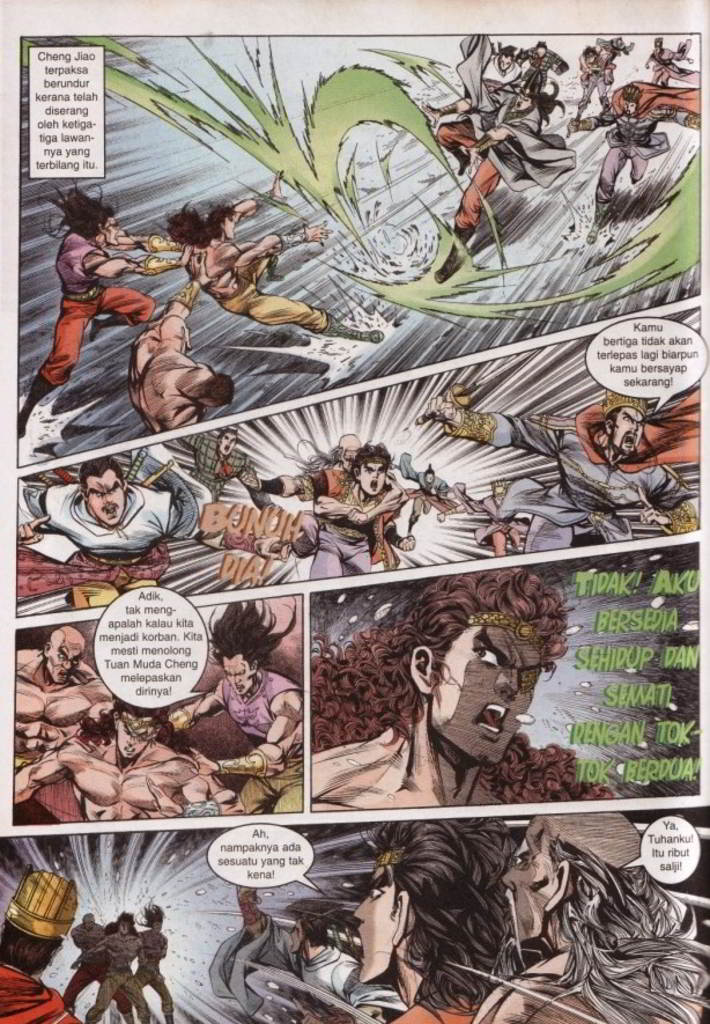 Cheng Jiao
terpaksa
berundur
kerana telah
diserang
oleh ketiga-
tiga lawan-
nya yang
terbilang itu.
Kamu
bertiga tidak akan
terlepas lagi biarpun
kamu bersayap
sekarang!
BUNUH
DIA!
Adik,
tak meng-
apalah kalau kita
menjadi korban. Kita
mesti menolong
Tuan Muda Cheng
melepaskan
dirinya!
TIDAK! AKU
BERSEDIA
SEHIDUP DAN
SEMATI
DENGAN TOK-
TOK BERDUA!
Ah,
nampaknya ada
sesuatu yang tak
kena!
Ya,
Tuhanku!
Itu ribut
salji!